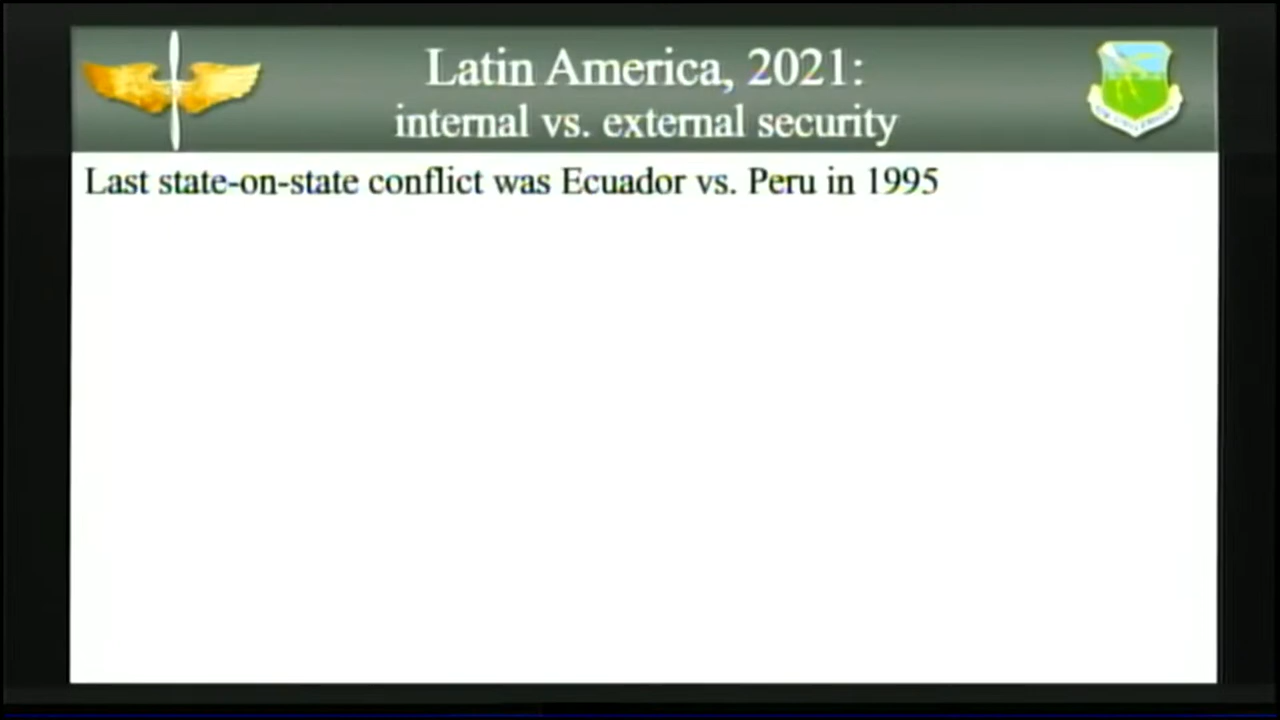 Latin America, 2021:
internal vs. external security
Last state-on-state conflict was Ecuador vs. Peru in 1995